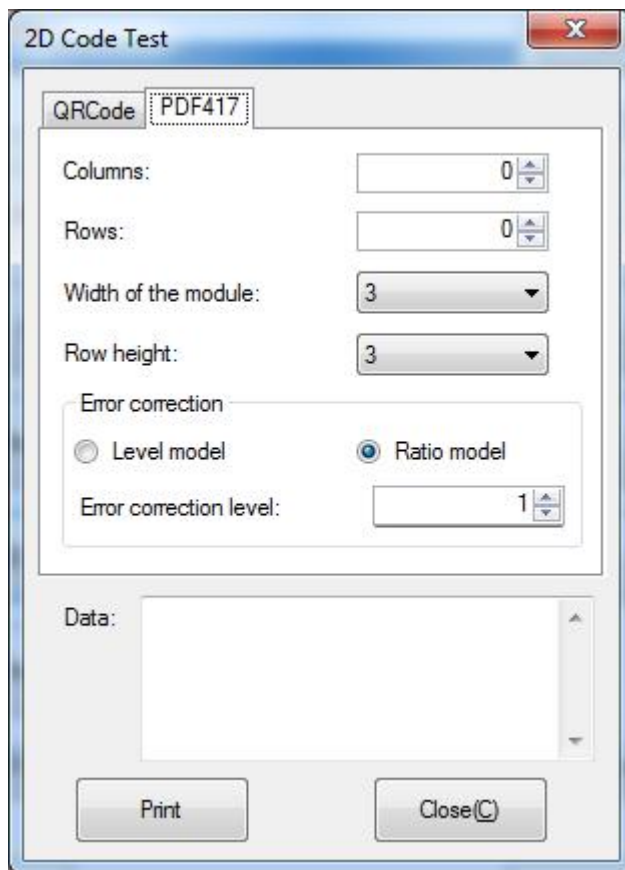 2D Code Test
QRCode PDF417
Columns: 0
Rows: 0
Width of the module: 3
Row height: 3
Error correction
Level model Ratio model
Error correction level: 1
Data:
Print Close(C)